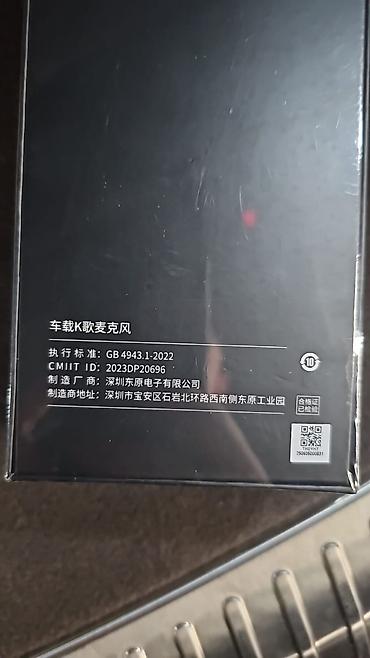 车载K歌麦克风
执行标准：GB 4943.1-2022
CMIIT ID：2023DP20696
制造厂商：深圳东原电子有限公司
制造商地址：深圳市宝安区石岩北环路西南侧东原工业园
10
合格证
已检验